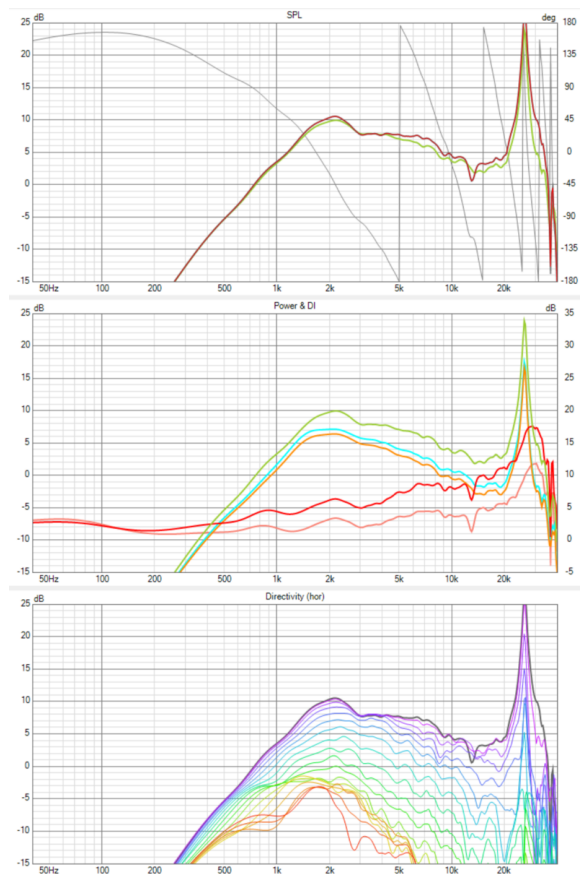 SPL
25 dB deg 180
20 135
15 90
10 45
5 0
0 -45
-5 -90
-10 -135
-15 -180
50Hz 100 200 500 1k 2k 5k 10k 20k
Power & DI
25 dB dB 35
20 30
15 25
10 20
5 15
0 10
-5 5
-10 0
-15 -5
50Hz 100 200 500 1k 2k 5k 10k 20k
Directivity (hor)
25 dB
20
15
10
5
0
-5
-10
-15
50Hz 100 200 500 1k 2k 5k 10k 20k